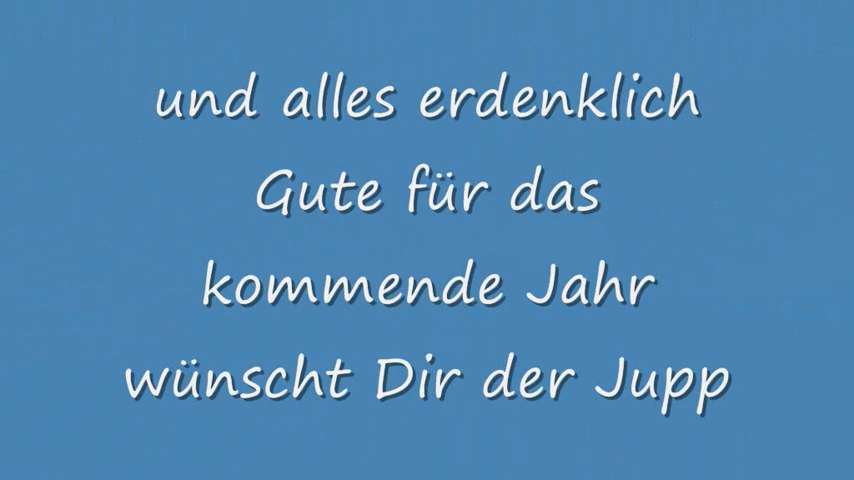 und alles erdenklich
Gute für das
kommende Jahr
wünscht Dir der Jupp